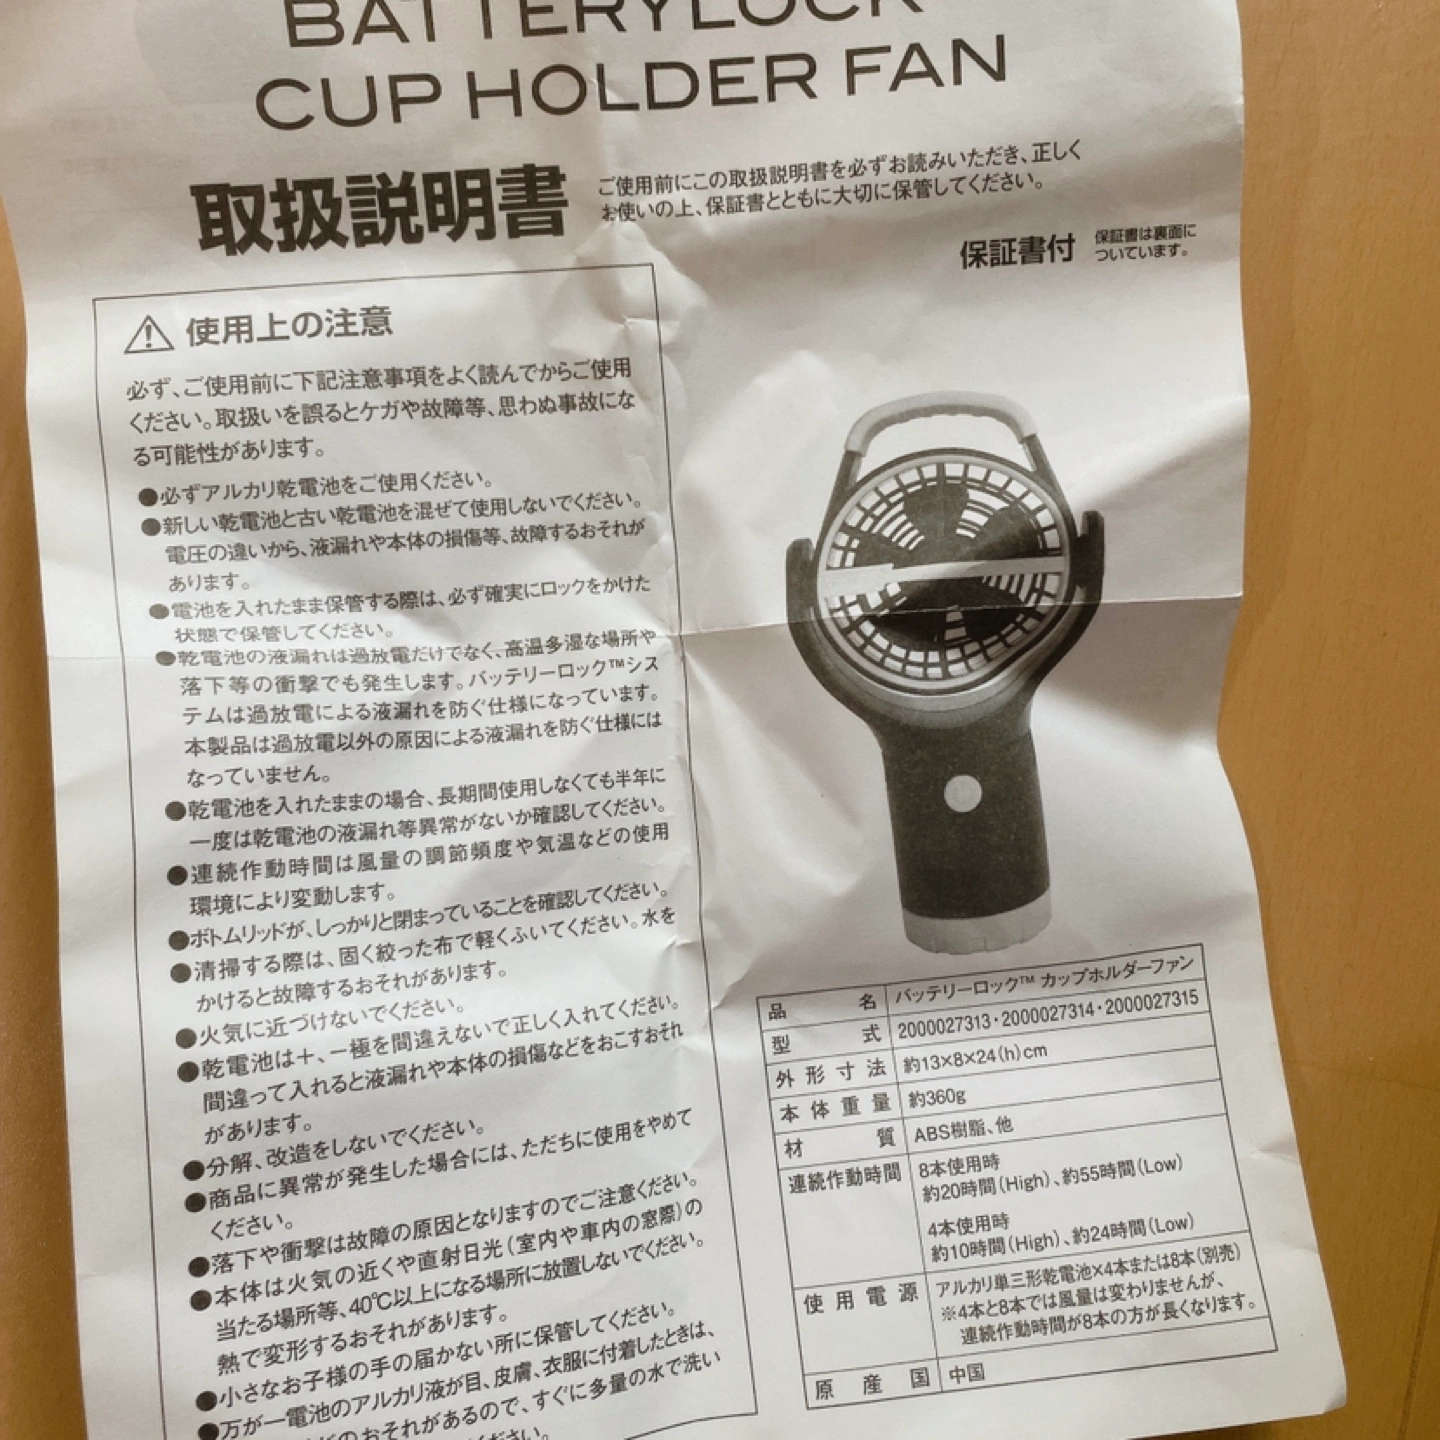 BATTERYLOCK
CUP HOLDER FAN
取扱説明書
ご使用前にこの取扱説明書を必ずお読みいただき、正しく
お使いの上、保証書とともに大切に保管してください。
保証書付
保証書は裏面に
ついています。
使用上の注意
必ず、ご使用前に下記注意事項をよく読んでからご使用
ください。取扱いを誤るとケガや故障等、思わぬ事故にな
る可能性があります。
●必ずアルカリ乾電池をご使用ください。
●新しい乾電池と古い乾電池を混ぜて使用しないでください。
電圧の違いから、液漏れや本体の損傷等、故障するおそれが
あります。
●電池を入れたまま保管する際は、必ず確実にロックをかけた
状態で保管してください。
●乾電池の液漏れは過放電だけでなく、高温多湿な場所や
落下等の衝撃でも発生します。バッテリーロック™シス
テムは過放電による液漏れを防ぐ仕様になっています。
本製品は過放電以外の原因による液漏れを防ぐ仕様には
なっていません。
●乾電池を入れたままの場合、長期間使用しなくても半年に
一度は乾電池の液漏れ等異常がないか確認してください。
●連続作動時間は風量の調節頻度や気温などの使用
環境により変動します。
●ボトムリッドが、しっかりと閉まっていることを確認してください。
●清掃する際は、固く絞った布で軽くふいてください。水を
かけると故障するおそれがあります。
●火気に近づけないでください。
●乾電池は＋、－極を間違えないで正しく入れてください。
間違って入れると液漏れや本体の損傷などをおこすおそれ
があります。
●分解、改造をしないでください。
●商品に異常が発生した場合には、ただちに使用をやめて
ください。
●落下や衝撃は故障の原因となりますのでご注意ください。
●本体は火気の近くや直射日光（室内や車内の窓際）の
当たる場所等、40℃以上になる場所に放置しないでください。
熱で変形するおそれがあります。
●小さなお子様の手の届かない所に保管してください。
●万が一電池のアルカリ液が目、皮膚、衣服に付着したときは、
のおそれがあるので、すぐに多量の水で洗い
ください。
品名 バッテリーロック™ カップホルダーファン
型式 2000027313・2000027314・2000027315
外形寸法 約13×8×24(h)cm
本体重量 約360g
材質 ABS樹脂、他
連続作動時間 8本使用時
約20時間(High)、約55時間(Low)
4本使用時
約10時間(High)、約24時間(Low)
使用電源 アルカリ単三形乾電池×4本または8本(別売)
※4本と8本では風量は変わりませんが、
連続作動時間が8本の方が長くなります。
原産国 中国